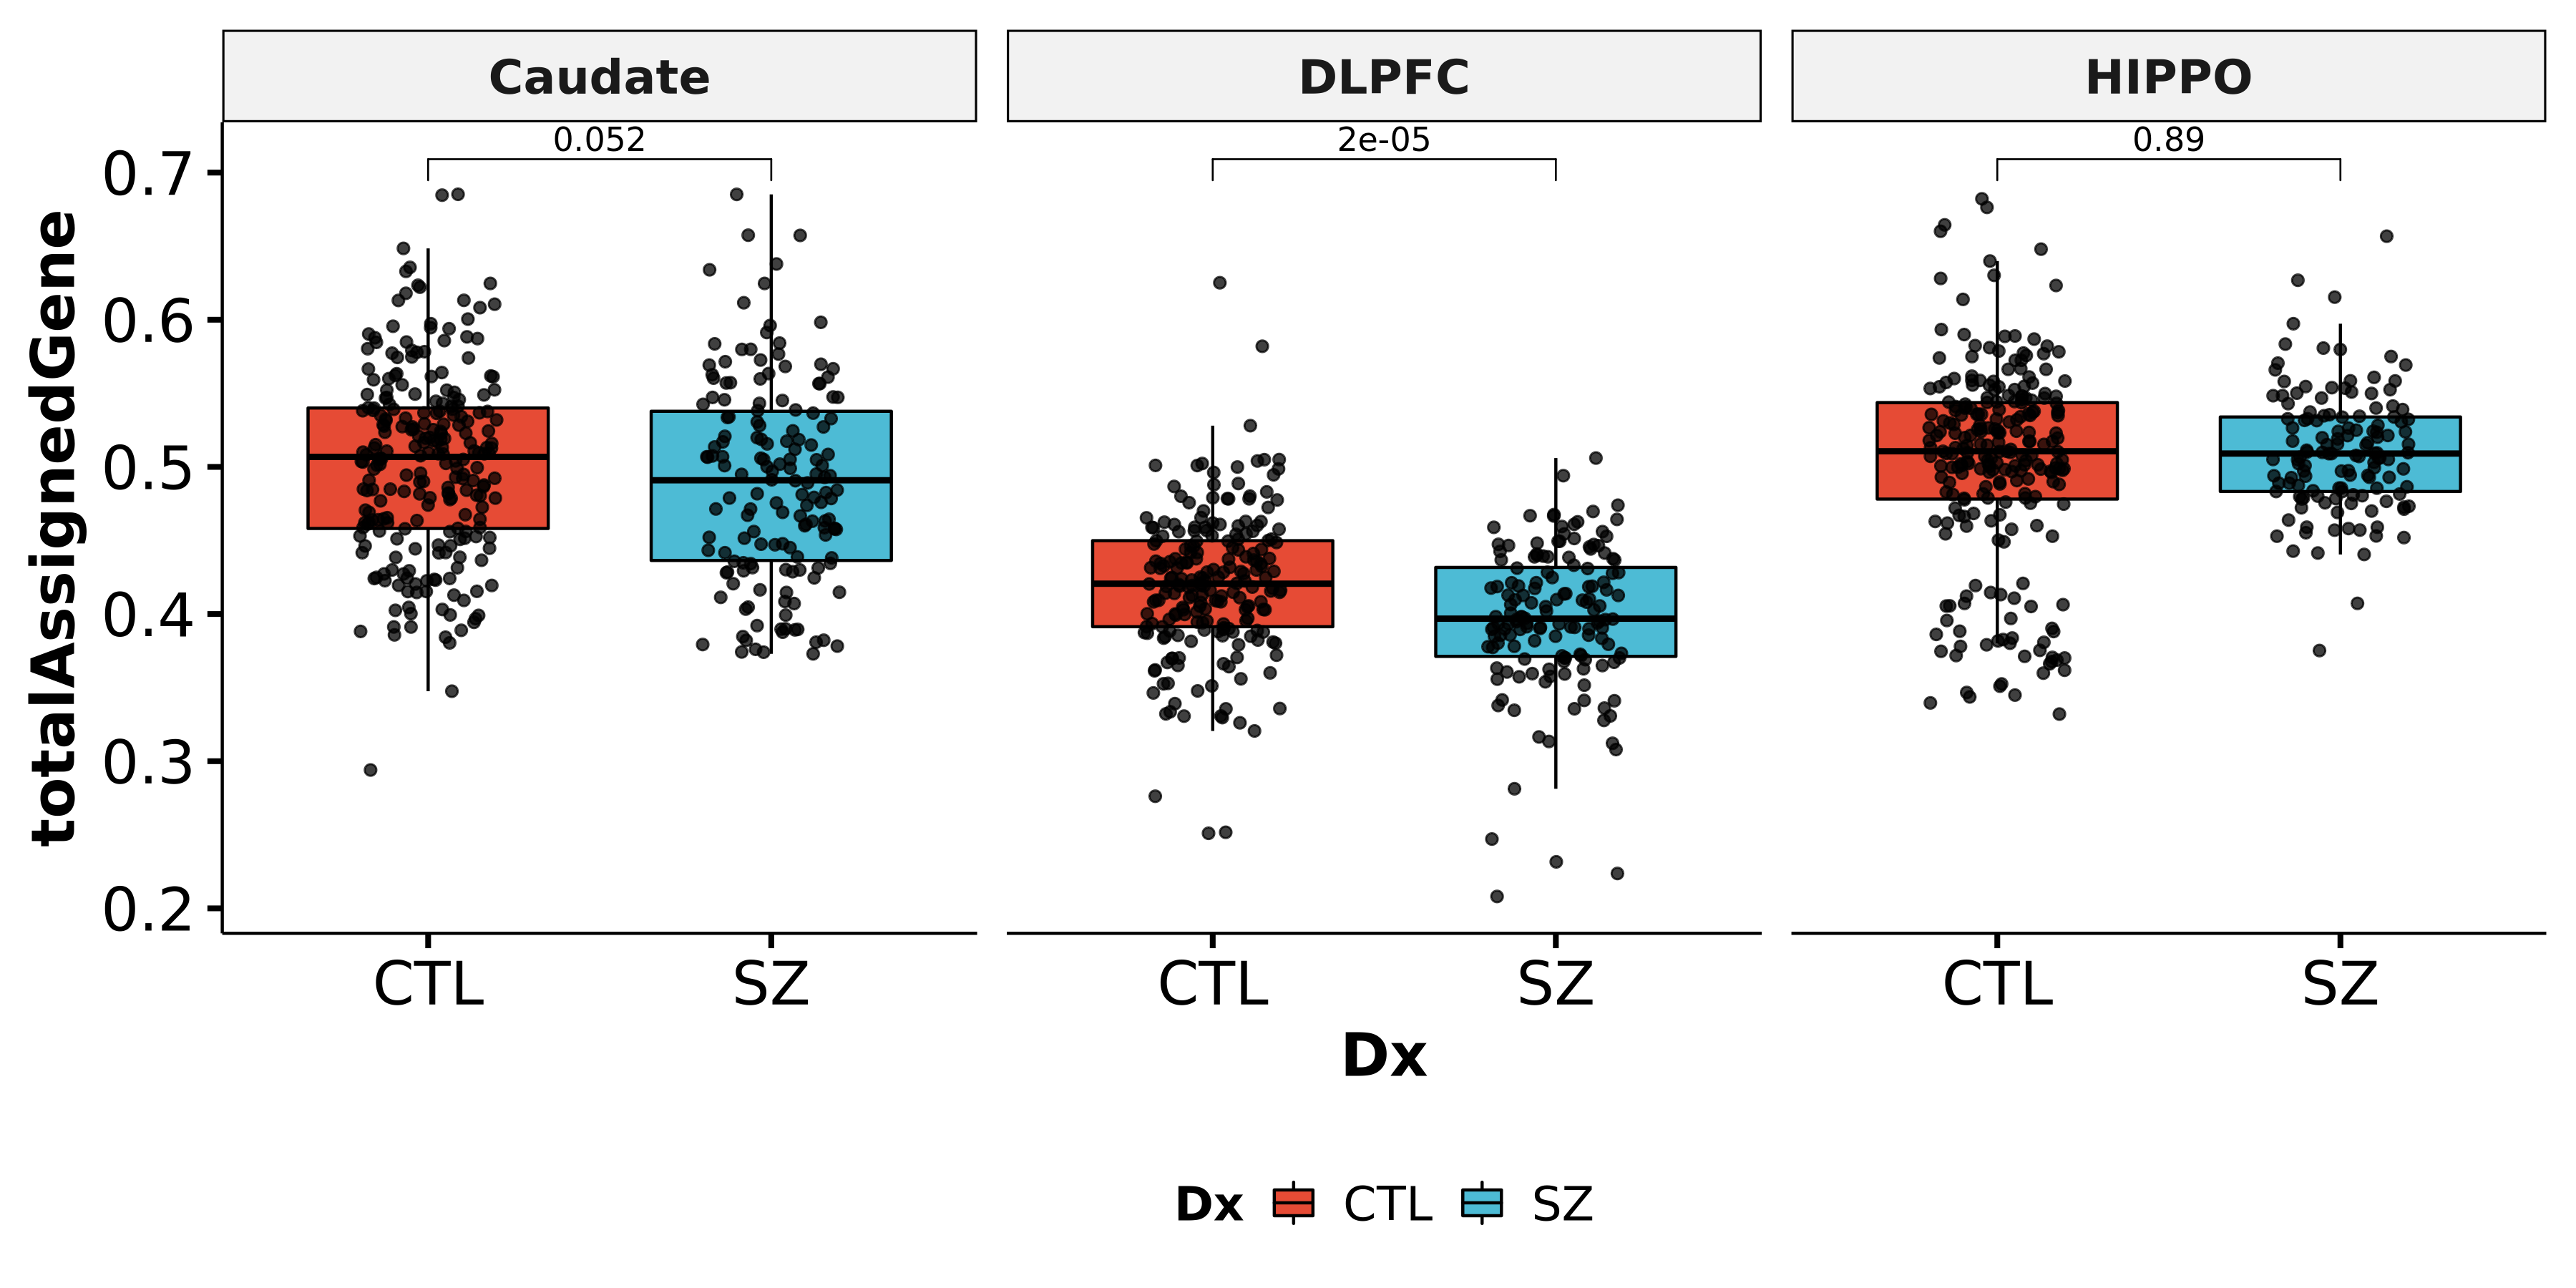 Caudate DLPFC HIPPO
0.052 2e-05 0.89
totalAssignedGene
0.7
0.6
0.5
0.4
0.3
0.2
CTL SZ CTL SZ CTL SZ
Dx
Dx CTL SZ